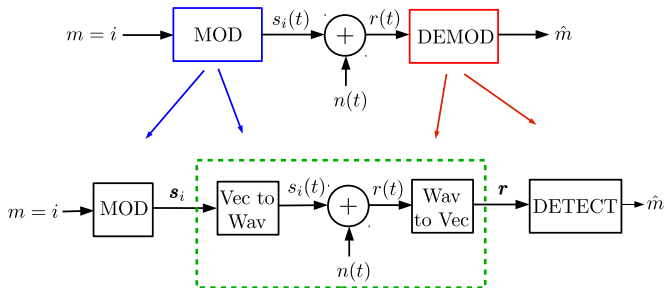 m = i MOD s_i(t) + r(t) DEMOD m̂
n(t)
m = i MOD s_i Vec to Wav s_i(t) + r(t) Wav to Vec r DETECT m̂
n(t)